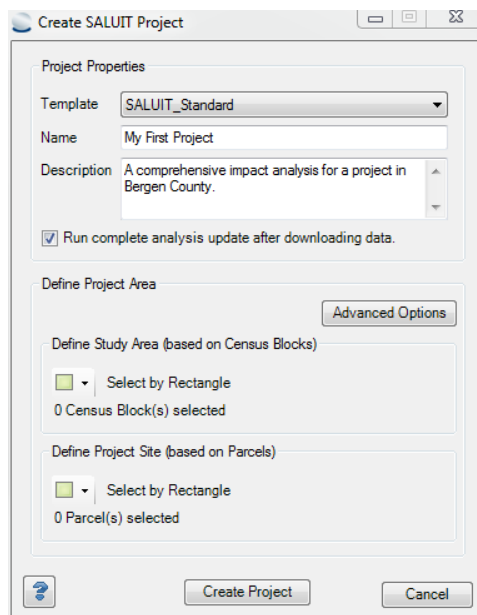 Create SALUIT Project
Project Properties
Template SALUIT_Standard
Name My First Project
Description A comprehensive impact analysis for a project in
Bergen County.
Run complete analysis update after downloading data.
Define Project Area
Advanced Options
Define Study Area (based on Census Blocks)
Select by Rectangle
0 Census Block(s) selected
Define Project Site (based on Parcels)
Select by Rectangle
0 Parcel(s) selected
? Create Project Cancel